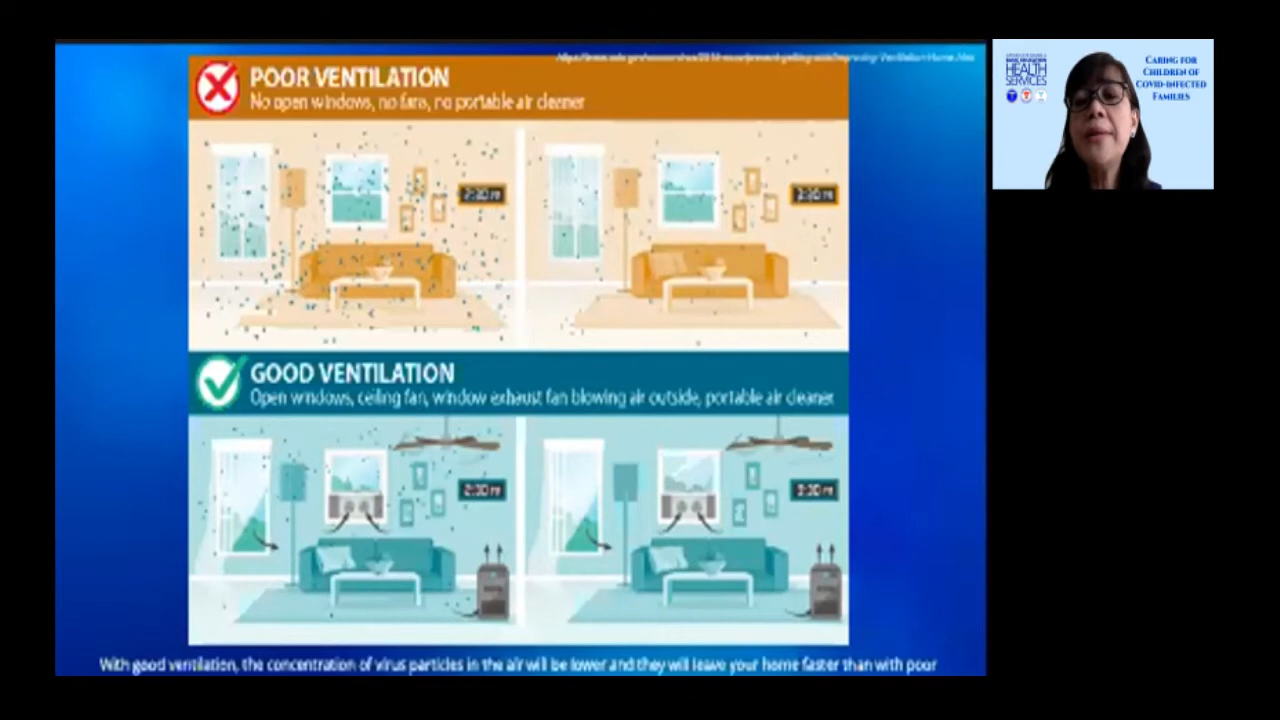 POOR VENTILATION
No open windows, no fans, no portable air cleaner
GOOD VENTILATION
Open windows, ceiling fan, window exhaust fan blowing air outside, portable air cleaner
With good ventilation, the concentration of virus particles in the air will be lower and they will leave your home faster than with poor
HEALTH
SERVICES
CARING FOR
CHILDREN OF
COVID-INFECTED
FAMILIES